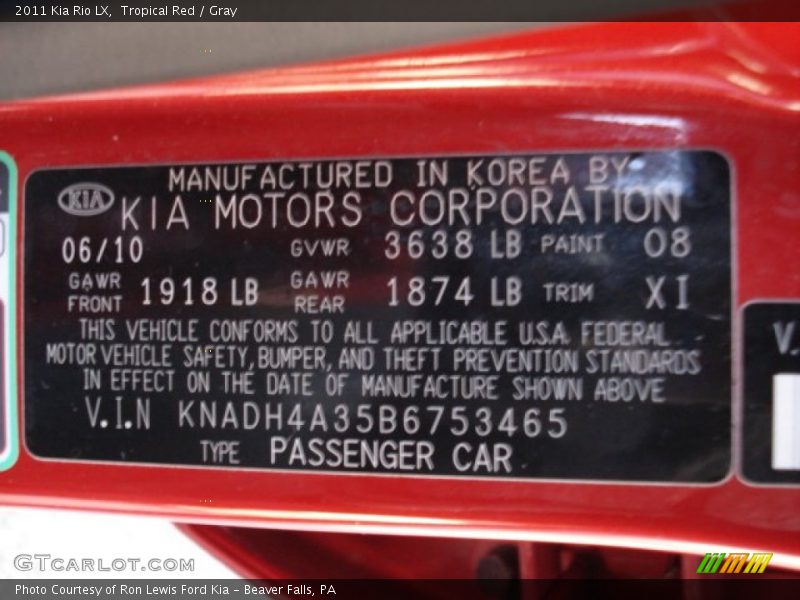 2011 Kia Rio LX,  Tropical Red / Gray
MANUFACTURED IN KOREA BY
KIA KIA MOTORS CORPORATION
06/10 GVWR 3638 LB PAINT 08
GAWR FRONT 1918 LB GAWR REAR 1874 LB TRIM XI
THIS VEHICLE CONFORMS TO ALL APPLICABLE U.S.A. FEDERAL
MOTOR VEHICLE SAFETY, BUMPER, AND THEFT PREVENTION STANDARDS
IN EFFECT ON THE DATE OF MANUFACTURE SHOWN ABOVE
V.I.N KNADH4A35B6753465
TYPE PASSENGER CAR
V.
GTCarlot.com
Photo Courtesy of Ron Lewis Ford Kia – Beaver Falls, PA